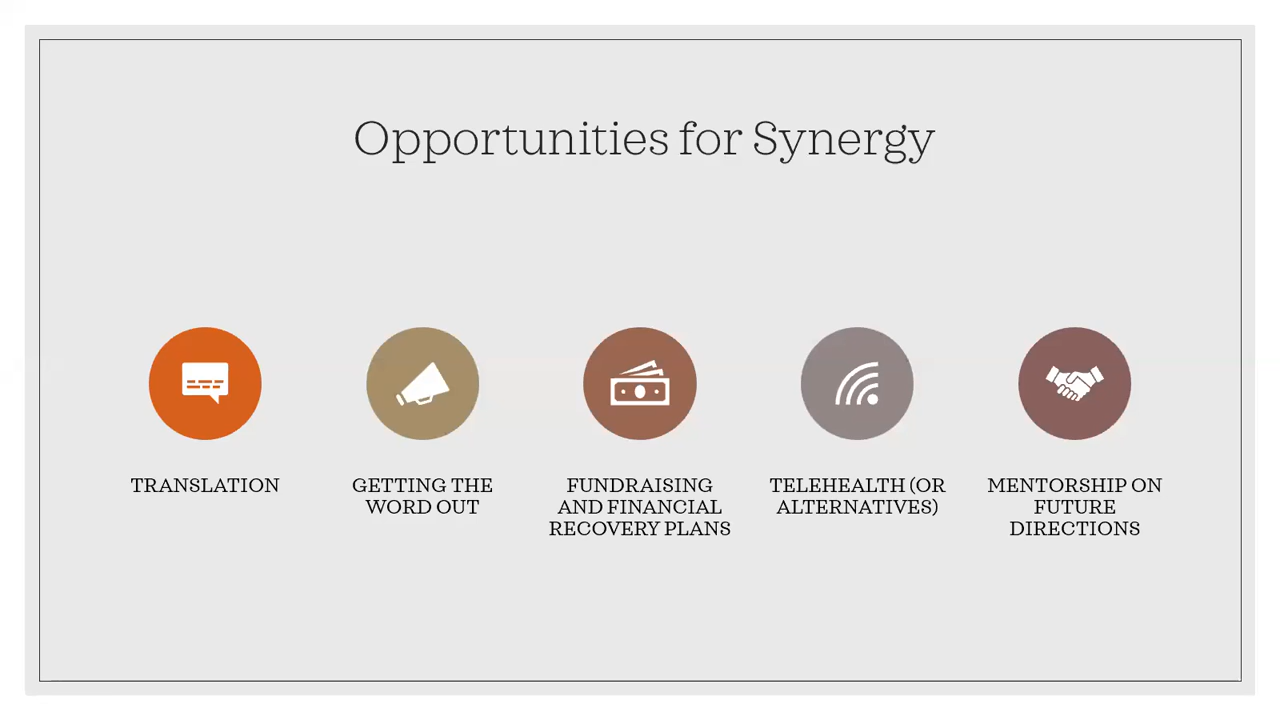 Opportunities for Synergy
TRANSLATION
GETTING THE
WORD OUT
FUNDRAISING
AND FINANCIAL
RECOVERY PLANS
TELEHEALTH (OR
ALTERNATIVES)
MENTORSHIP ON
FUTURE
DIRECTIONS